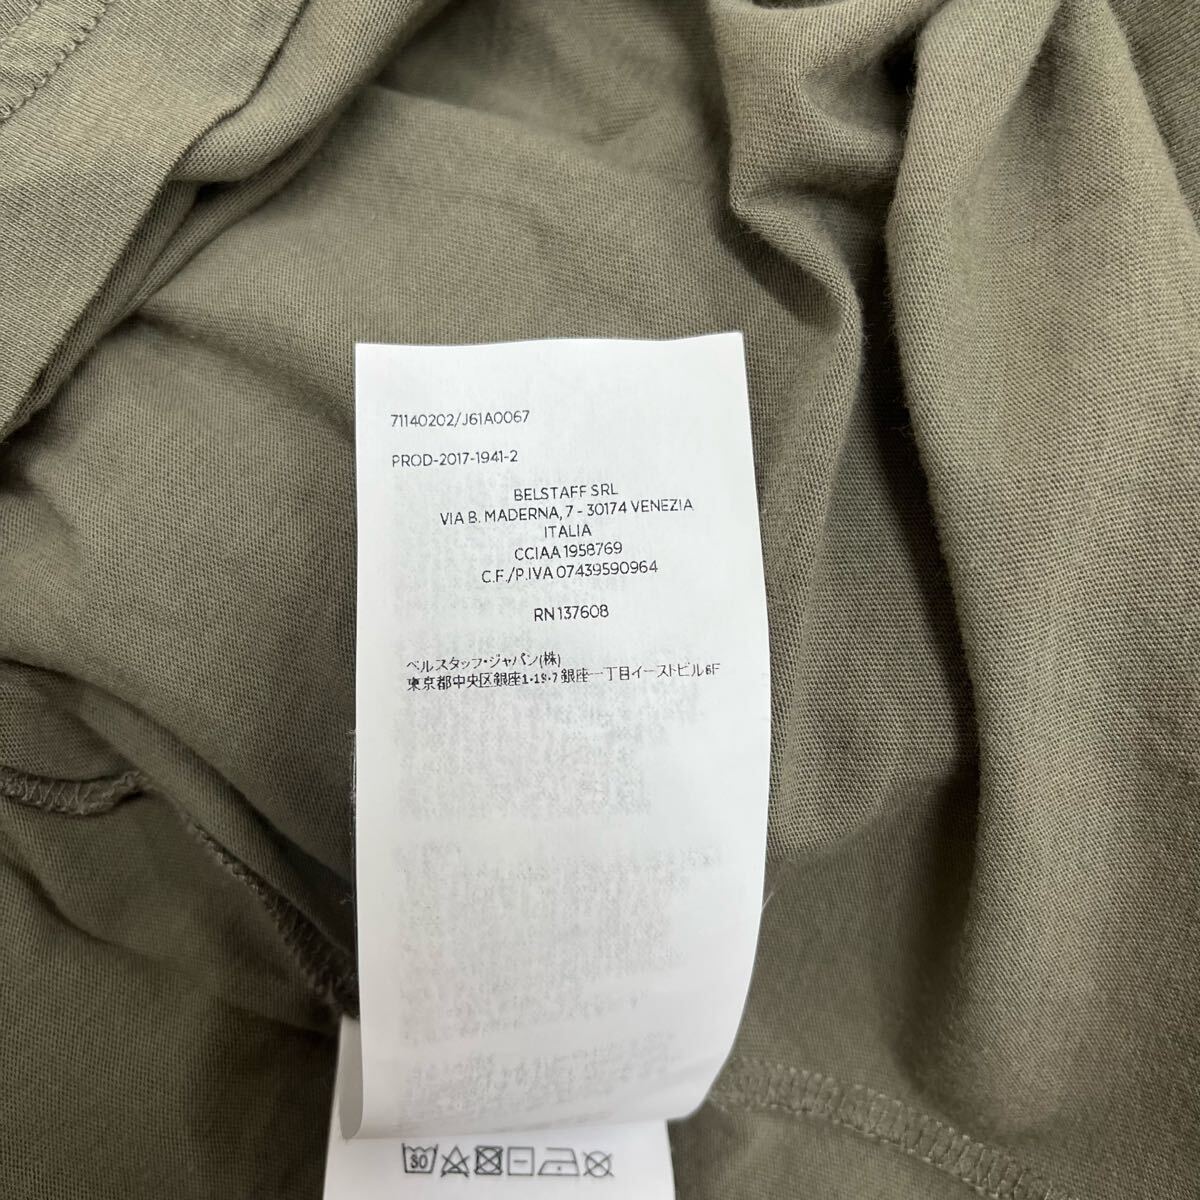 71140202/J61A0067
PROD-2017-1941-2
BELSTAFF SRL
VIA B. MADERNA, 7 - 30174 VENEZIA
ITALIA
CCIAA 1958769
C.F./P.IVA 07439590964
RN 137608
ベルスタッフ・ジャパン(株)
東京都中央区銀座1-19-7 銀座一丁目イーストビル6F
30